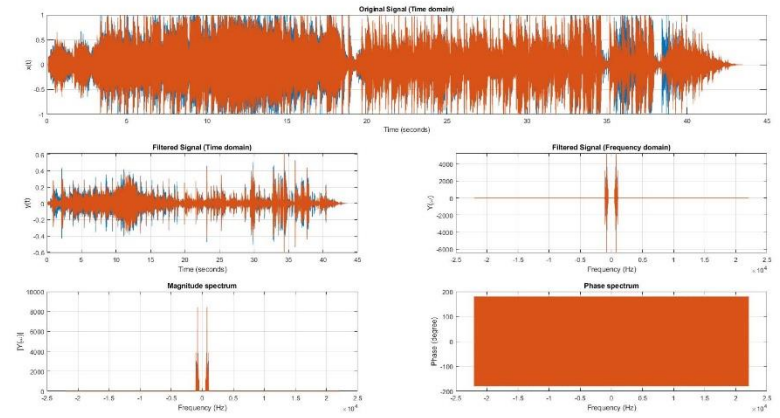 Original Signal (Time domain)
1
0.5
0
-0.5
-1
x(t)
0 5 10 15 20 25 30 35 40 45
Time (seconds)
Filtered Signal (Time domain)
0.6
0.4
0.2
0
-0.2
-0.4
-0.6
y(t)
0 5 10 15 20 25 30 35 40 45
Time (seconds)
Filtered Signal (Frequency domain)
4000
2000
0
-2000
-4000
-6000
-2.5 -2 -1.5 -1 -0.5 0 0.5 1 1.5 2 2.5
Frequency (Hz)
× 10⁴
Magnitude spectrum
10000
8000
6000
4000
2000
0
-2.5 -2 -1.5 -1 -0.5 0 0.5 1 1.5 2 2.5
Frequency (Hz)
× 10⁴
Phase spectrum
200
100
0
-100
-200
Phase (degree)
-2.5 -2 -1.5 -1 -0.5 0 0.5 1 1.5 2 2.5
Frequency (Hz)
× 10⁴